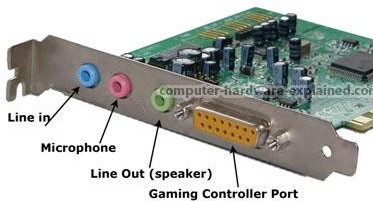 computer-hardware-explained.com
Line in
Microphone
Line Out (speaker)
Gaming Controller Port